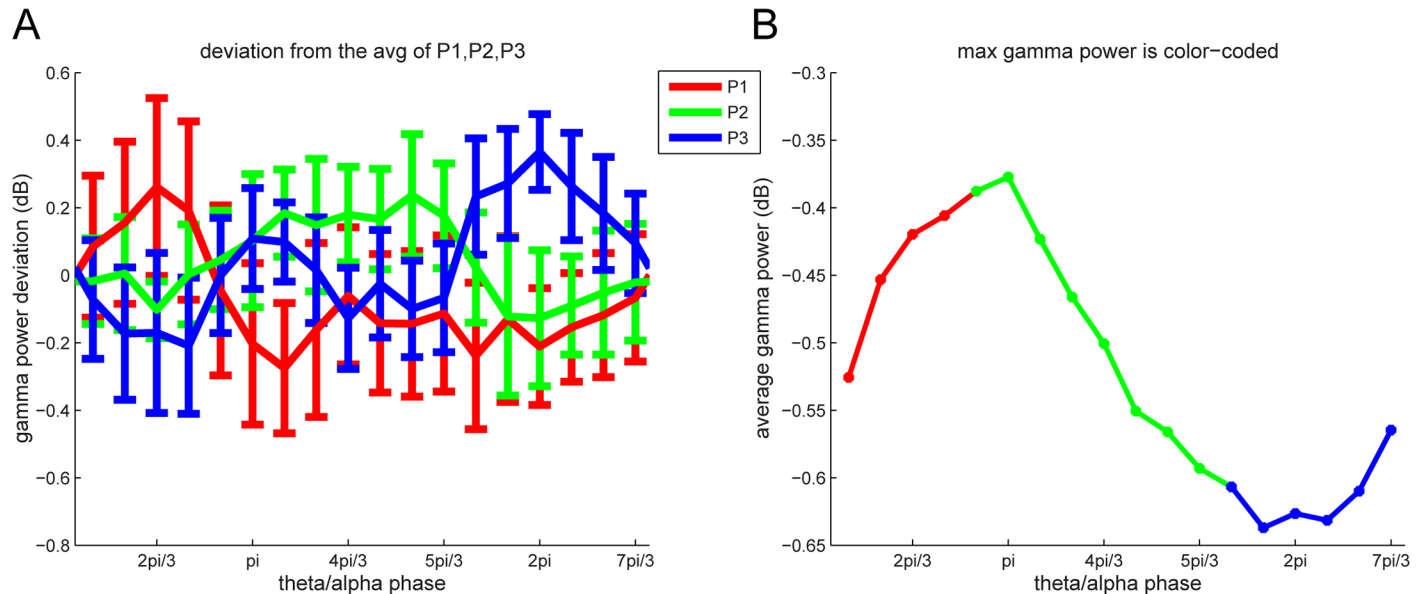 A
deviation from the avg of P1,P2,P3
0.6
0.4
0.2
0
−0.2
−0.4
−0.6
−0.8
gamma power deviation (dB)
2pi/3
pi
4pi/3
5pi/3
2pi
7pi/3
theta/alpha phase
P1
P2
P3
B
max gamma power is color−coded
−0.3
−0.35
−0.4
−0.45
−0.5
−0.55
−0.6
−0.65
average gamma power (dB)
2pi/3
pi
4pi/3
5pi/3
2pi
7pi/3
theta/alpha phase